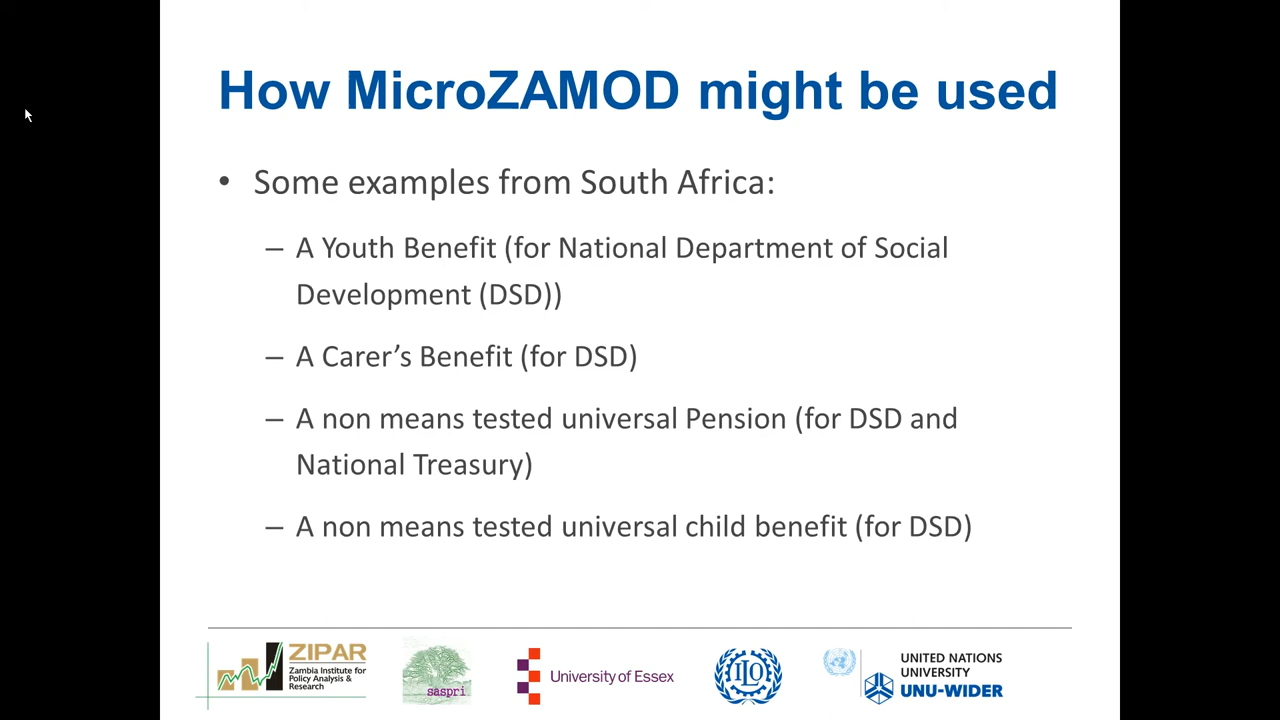 How MicroZAMOD might be used
• Some examples from South Africa:
– A Youth Benefit (for National Department of Social
Development (DSD))
– A Carer’s Benefit (for DSD)
– A non means tested universal Pension (for DSD and
National Treasury)
– A non means tested universal child benefit (for DSD)
ZIPAR
Zambia Institute for
Policy Analysis &
Research
saspri
University of Essex
ILO
UNITED NATIONS
UNIVERSITY
UNU-WIDER